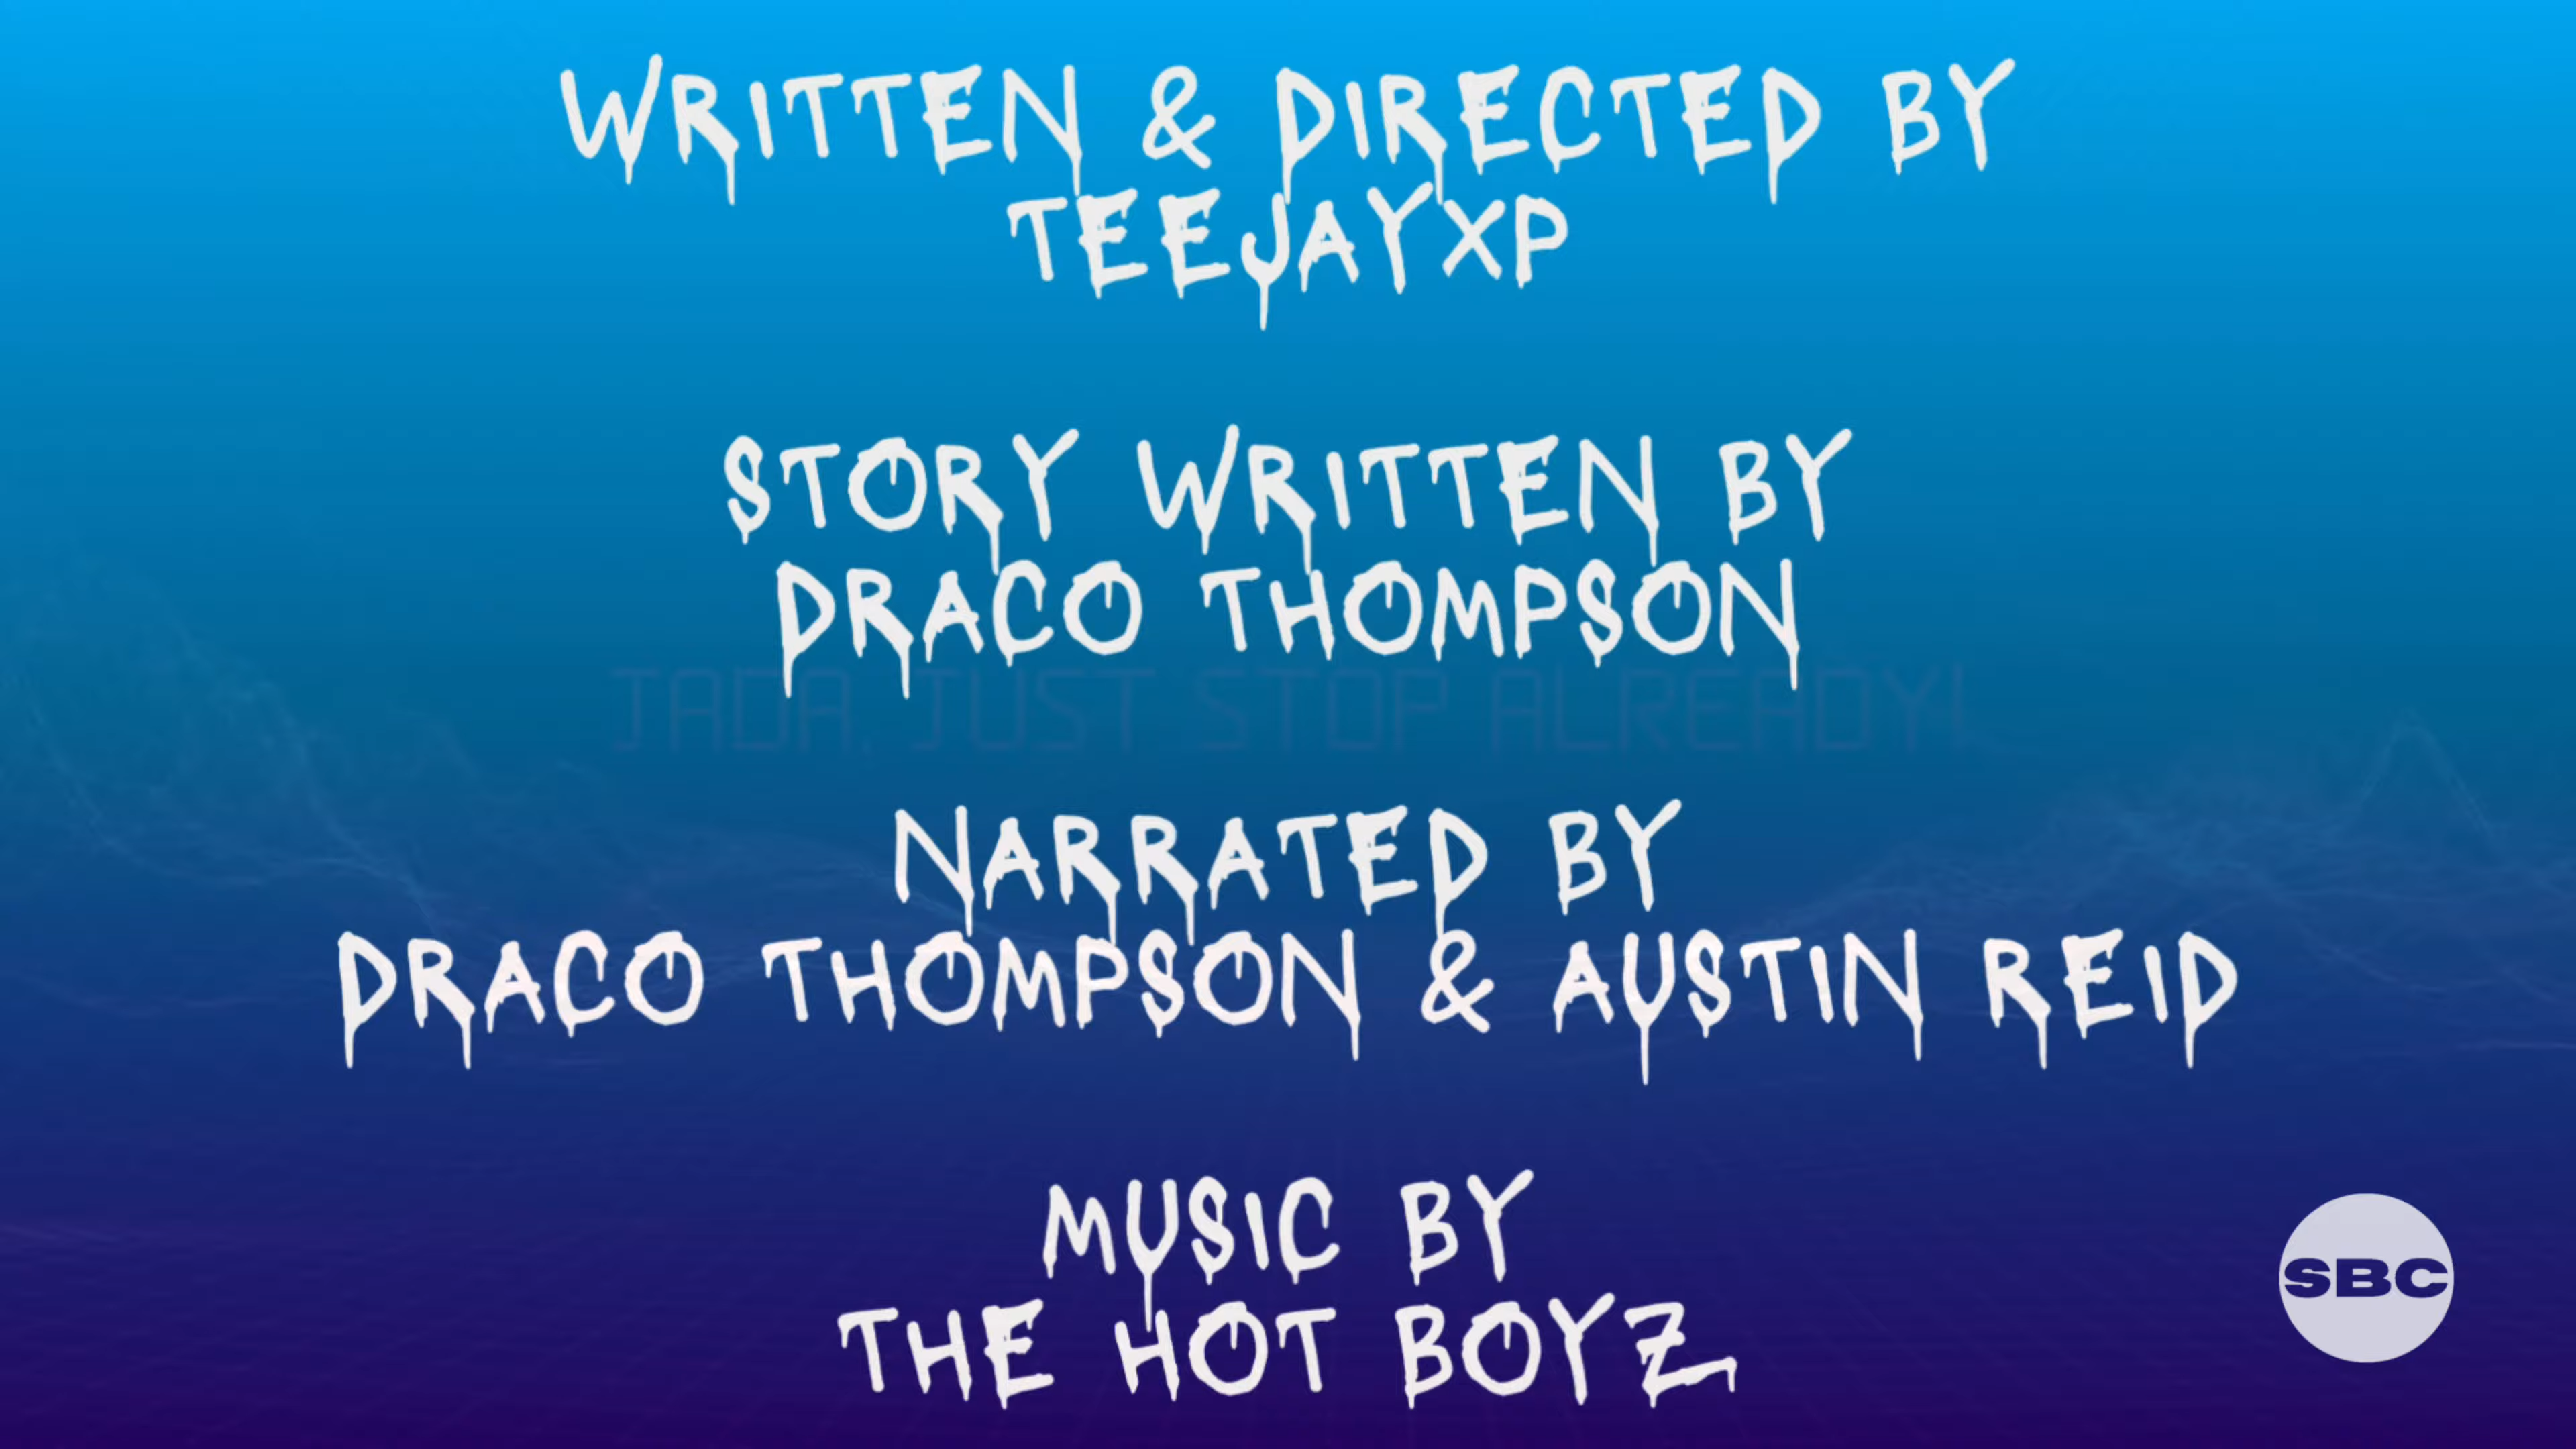 WRITTEN & DIRECTED BY
TEEJAYXP
STORY WRITTEN BY
DRACO THOMPSON
JADA, JUST STOP ALREADY!
NARRATED BY
DRACO THOMPSON & AUSTIN REID
MUSIC BY
THE HOT BOYZ
SBC